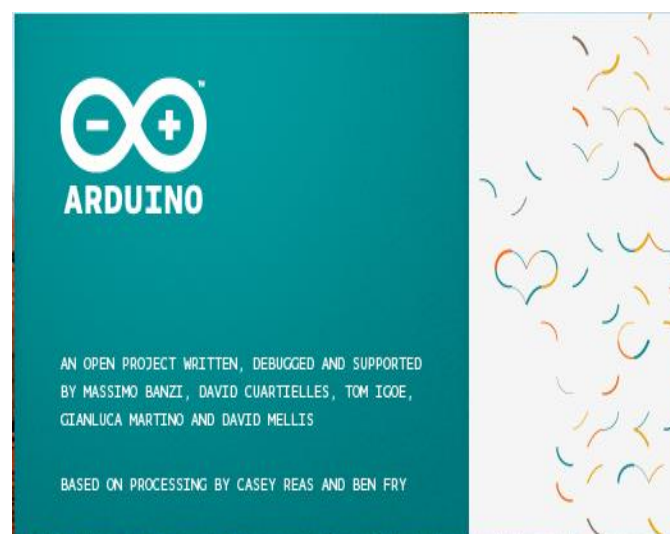 ARDUINO
AN OPEN PROJECT WRITTEN, DEBUGGED AND SUPPORTED
BY MASSIMO BANZI, DAVID CUARTIELLES, TOM IGOE,
GIANLUCA MARTINO AND DAVID MELLIS
BASED ON PROCESSING BY CASEY REAS AND BEN FRY